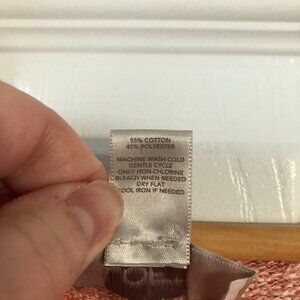 55% COTTON
45% POLYESTER
MACHINE WASH COLD
GENTLE CYCLE
ONLY NON-CHLORINE
BLEACH WHEN NEEDED
DRY FLAT
COOL IRON IF NEEDED